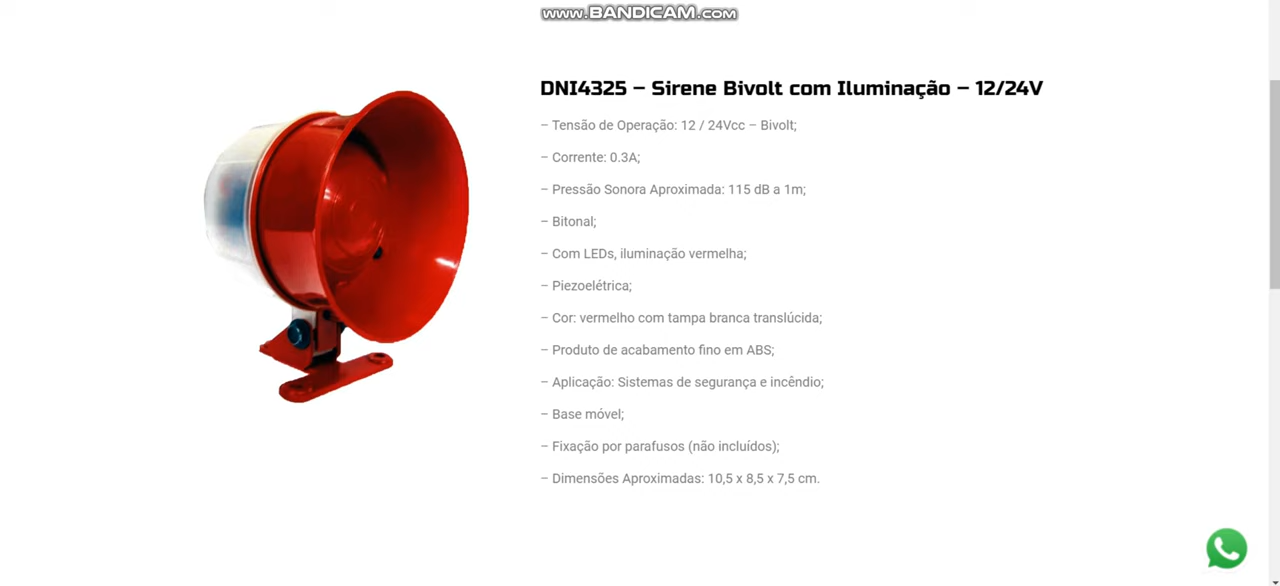 www.BANDICAM.com
DNI4325 – Sirene Bivolt com Iluminação – 12/24V
– Tensão de Operação: 12 / 24Vcc – Bivolt;
– Corrente: 0.3A;
– Pressão Sonora Aproximada: 115 dB a 1m;
– Bitonal;
– Com LEDs, iluminação vermelha;
– Piezoelétrica;
– Cor: vermelho com tampa branca translúcida;
– Produto de acabamento fino em ABS;
– Aplicação: Sistemas de segurança e incêndio;
– Base móvel;
– Fixação por parafusos (não incluídos);
– Dimensões Aproximadas: 10,5 x 8,5 x 7,5 cm.